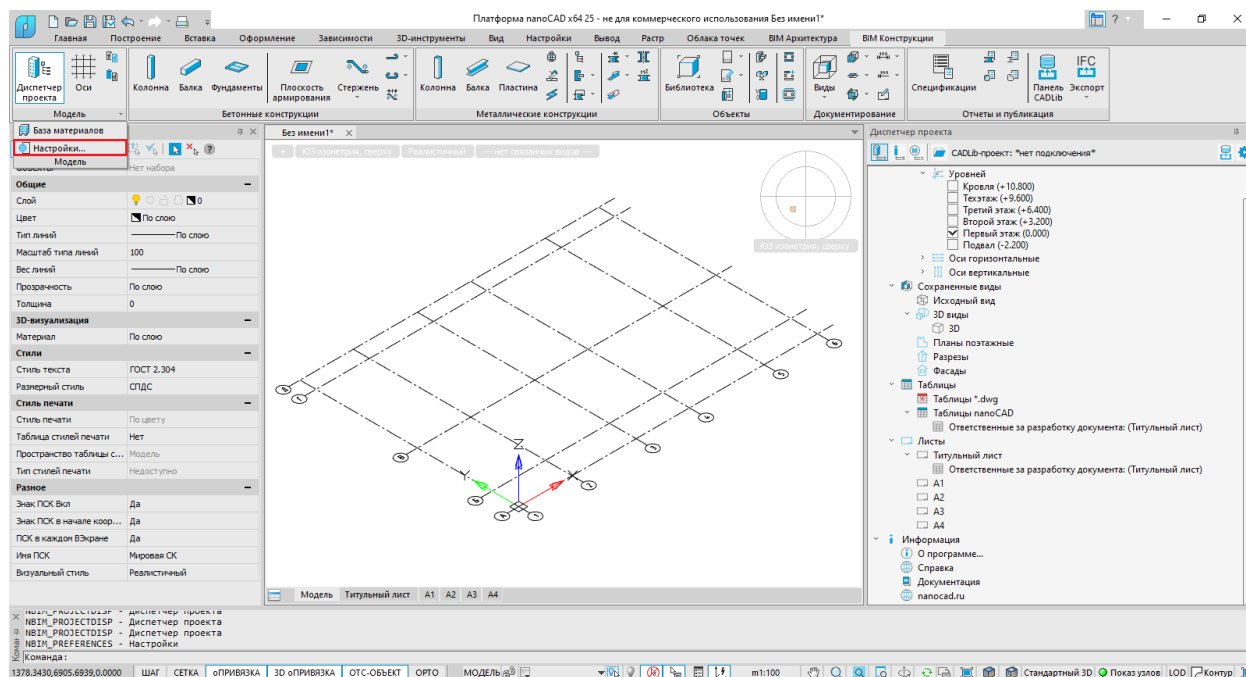 Платформа nanoCAD x64 25 - не для коммерческого использования Без имени1*
?
Главная Построение Вставка Оформление Зависимости 3D-инструменты Вид Настройки Вывод Растр Облака точек BIM Архитектура BIM Конструкции
Диспетчер проекта
Оси
Колонна Балка Фундаменты
Плоскость армирования
Стержень
Колонна Балка Пластина
Библиотека
Виды
Спецификации
Панель CADLib
IFC
Экспорт
Модель
Бетонные конструкции
Металлические конструкции
Объекты
Документирование
Отчеты и публикация
База материалов
Настройки...
Модель
Нет набора
Общие
Слой 0
Цвет По слою
Тип линий По слою
Масштаб типа линий 100
Вес линий По слою
Прозрачность По слою
Толщина 0
3D-визуализация
Материал По слою
Стили
Стиль текста ГОСТ 2.304
Размерный стиль СПДС
Стиль печати
Стиль печати По цвету
Таблица стилей печати Нет
Пространство таблицы с... Модель
Тип стилей печати Недоступно
Разное
Знак ПСК Вкл Да
Знак ПСК в начале коор... Да
ПСК в каждом ВЭкране Да
Имя ПСК Мировая СК
Визуальный стиль Реалистичный
Без имени1*
+ ЮЗ изометрия, сверху Реалистичный --- нет связанных видов ---
ЮЗ изометрия, сверху
Z
Y
X
Модель Титульный лист A1 A2 A3 A4
Диспетчер проекта
CADLib-проект: *нет подключения*
Уровней
Кровля (+10.800)
Техэтаж (+9.600)
Третий этаж (+6.400)
Второй этаж (+3.200)
Первый этаж (0.000)
Подвал (-2.200)
Оси горизонтальные
Оси вертикальные
Сохраненные виды
Исходный вид
3D виды
3D
Планы поэтажные
Разрезы
Фасады
Таблицы
Таблицы *.dwg
Таблицы nanoCAD
Ответственные за разработку документа: (Титульный лист)
Листы
Титульный лист
Ответственные за разработку документа: (Титульный лист)
A1
A2
A3
A4
Информация
О программе...
Справка
Документация
nanocad.ru
NBIM_PROJECTDISP - Диспетчер проекта
NBIM_PROJECTDISP - Диспетчер проекта
NBIM_PROJECTDISP - Диспетчер проекта
NBIM_PREFERENCES - Настройки
Команда:
1378.3430,6905.6939,0.0000 ШАГ СЕТКА оПРИВЯЗКА 3D оПРИВЯЗКА ОТС-ОБЪЕКТ ОРТО МОДЕЛЬ m1:100 Стандартный 3D Показ узлов LOD Контур